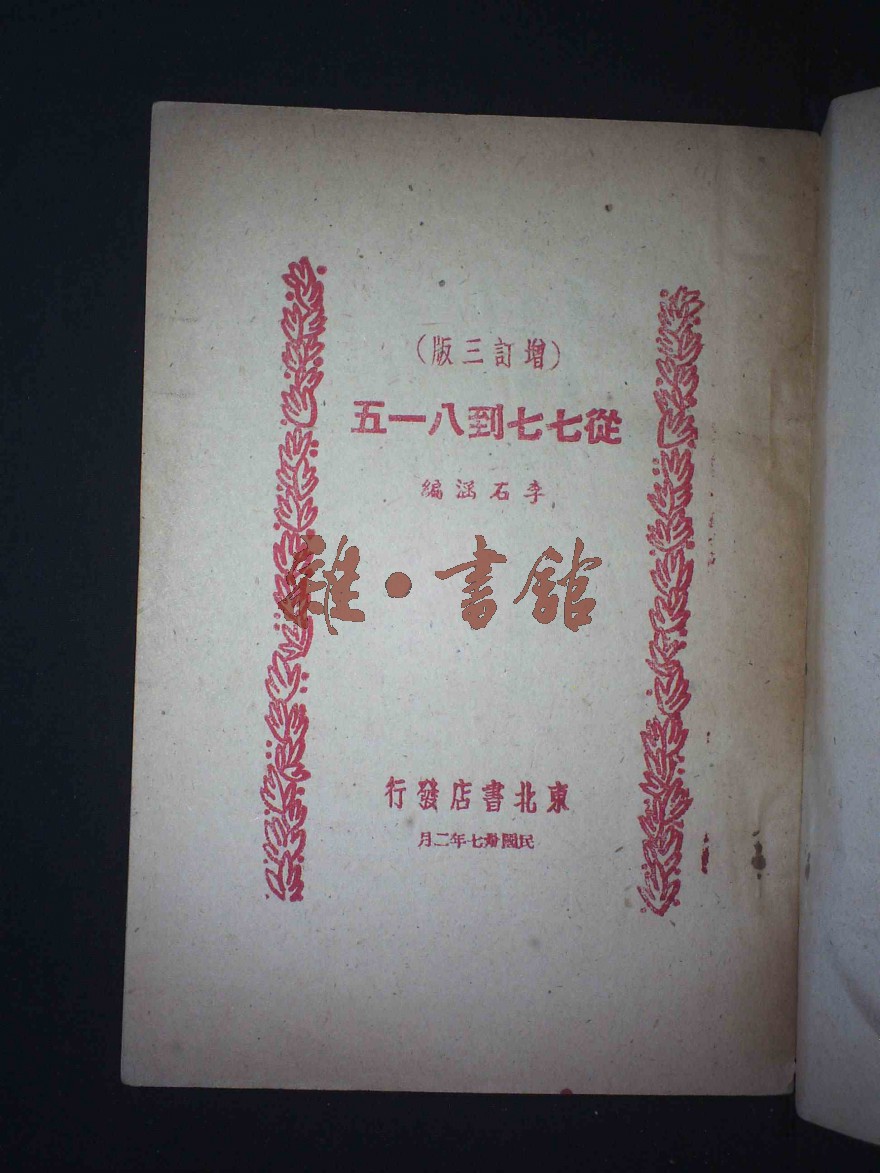 （增訂三版）
從七七到八一五
李石涵編
雜·書館
東北書店發行
民國卅七年二月